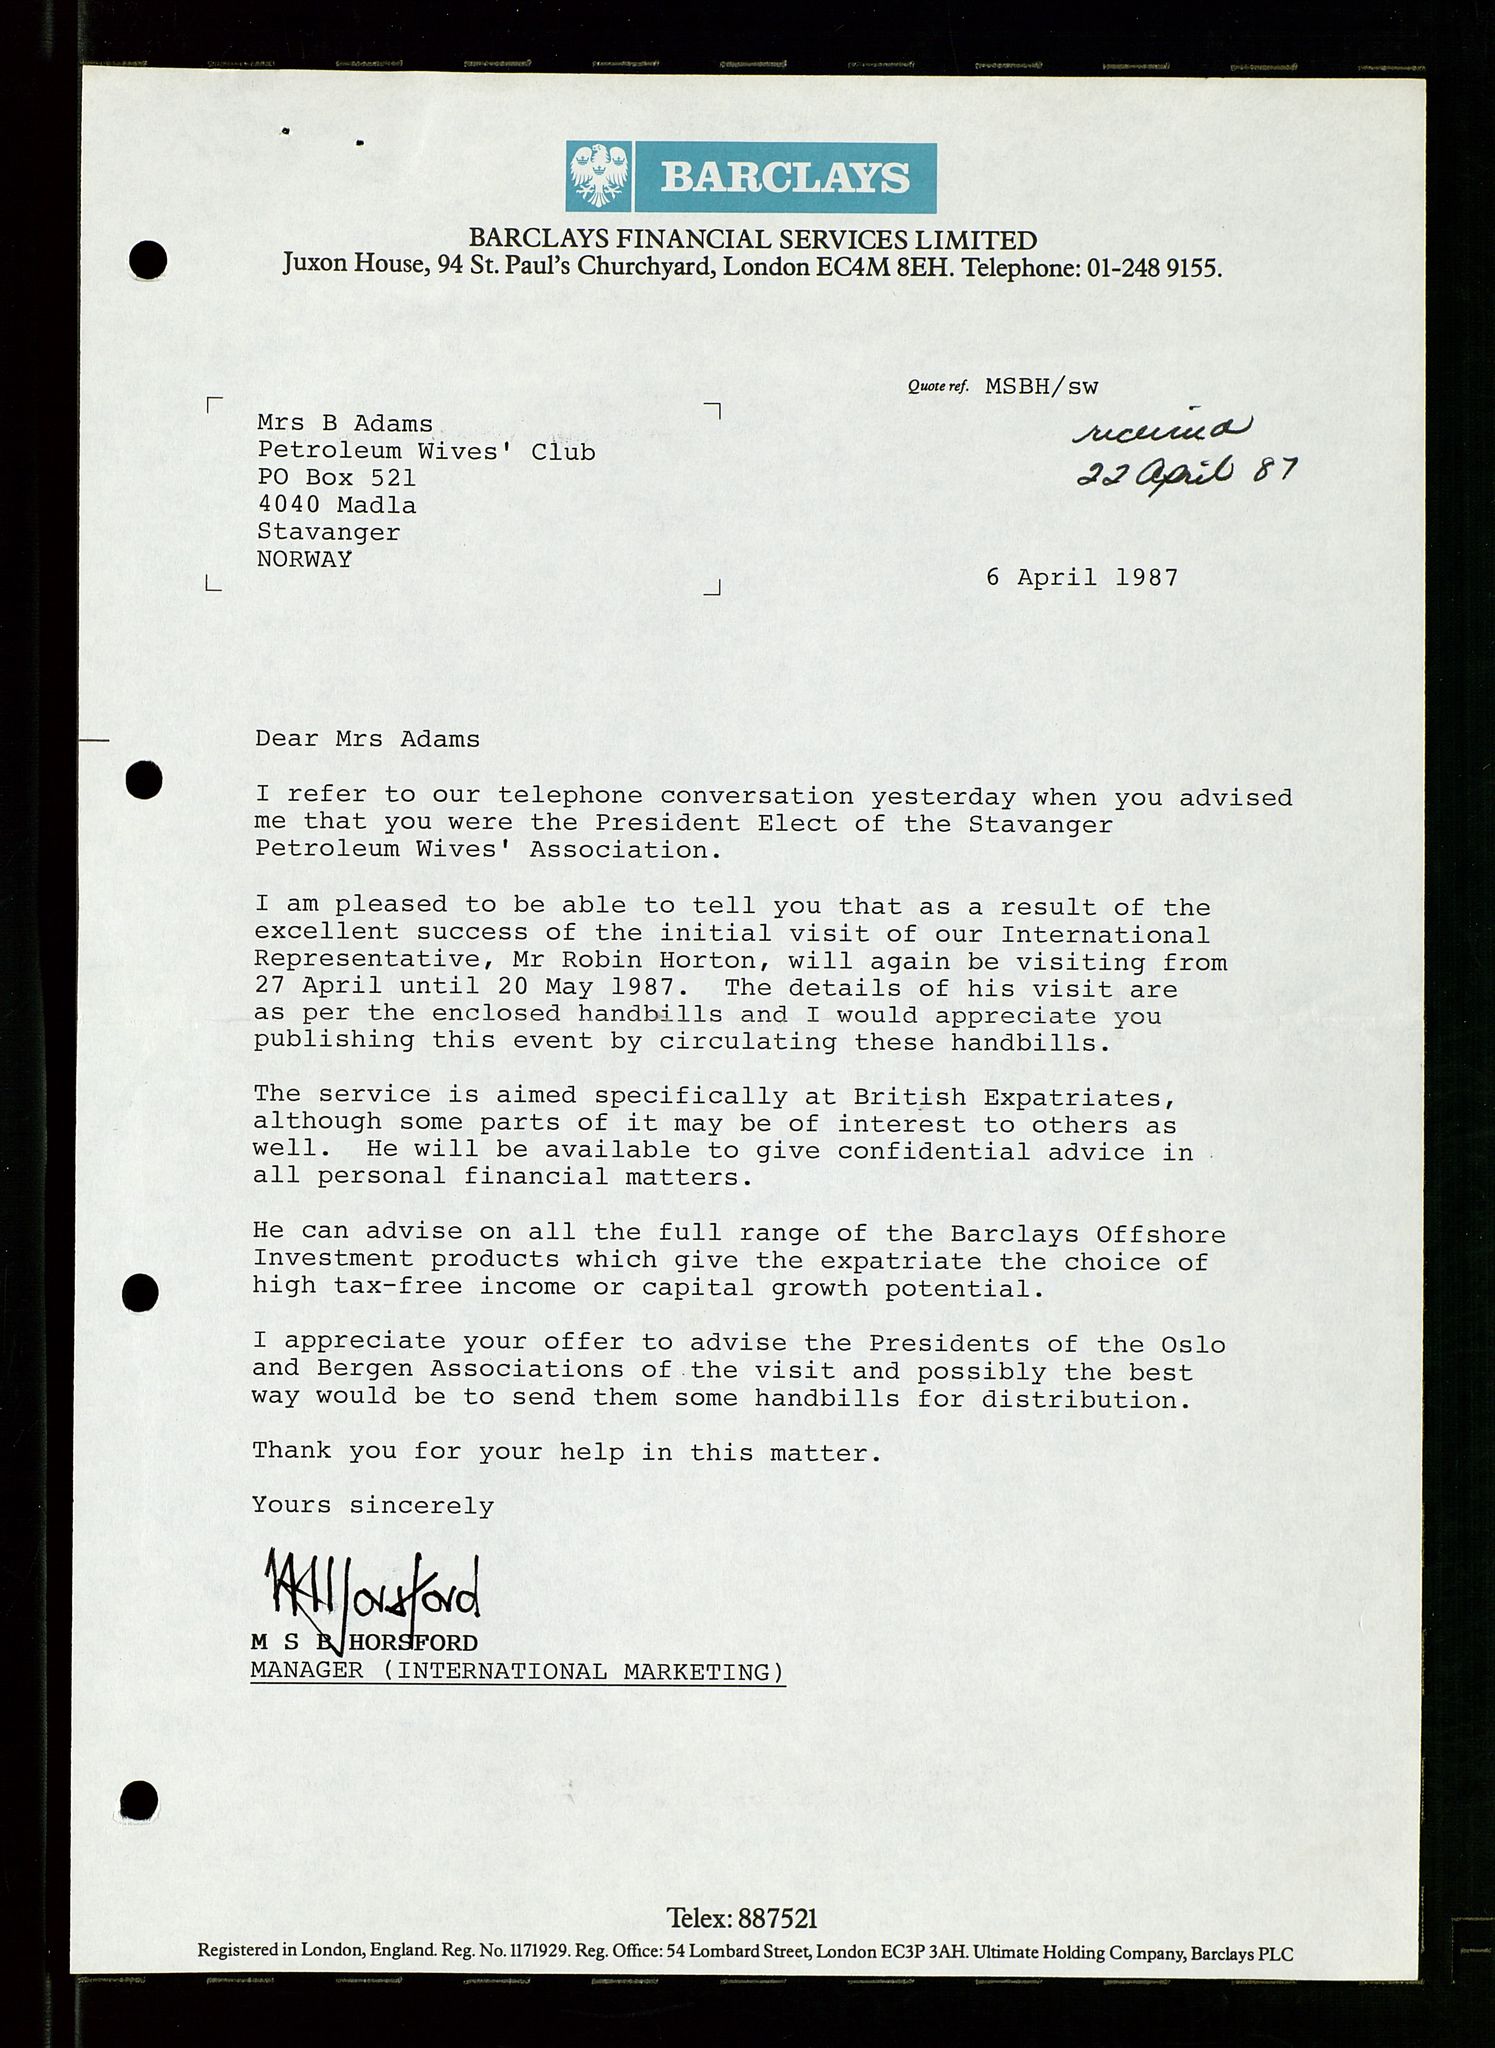 BARCLAYS
BARCLAYS FINANCIAL SERVICES LIMITED
Juxon House, 94 St. Paul's Churchyard, London EC4M 8EH. Telephone: 01-248 9155.
Quote ref. MSBH/sw
received
22 April 87
Mrs B Adams
Petroleum Wives' Club
PO Box 521
4040 Madla
Stavanger
NORWAY
6 April 1987
Dear Mrs Adams
I refer to our telephone conversation yesterday when you advised
me that you were the President Elect of the Stavanger
Petroleum Wives' Association.
I am pleased to be able to tell you that as a result of the
excellent success of the initial visit of our International
Representative, Mr Robin Horton, will again be visiting from
27 April until 20 May 1987. The details of his visit are
as per the enclosed handbills and I would appreciate you
publishing this event by circulating these handbills.
The service is aimed specifically at British Expatriates,
although some parts of it may be of interest to others as
well. He will be available to give confidential advice in
all personal financial matters.
He can advise on all the full range of the Barclays Offshore
Investment products which give the expatriate the choice of
high tax-free income or capital growth potential.
I appreciate your offer to advise the Presidents of the Oslo
and Bergen Associations of the visit and possibly the best
way would be to send them some handbills for distribution.
Thank you for your help in this matter.
Yours sincerely
Horsford
M S B HORSFORD
MANAGER (INTERNATIONAL MARKETING)
Telex: 887521
Registered in London, England. Reg. No. 1171929. Reg. Office: 54 Lombard Street, London EC3P 3AH. Ultimate Holding Company, Barclays PLC